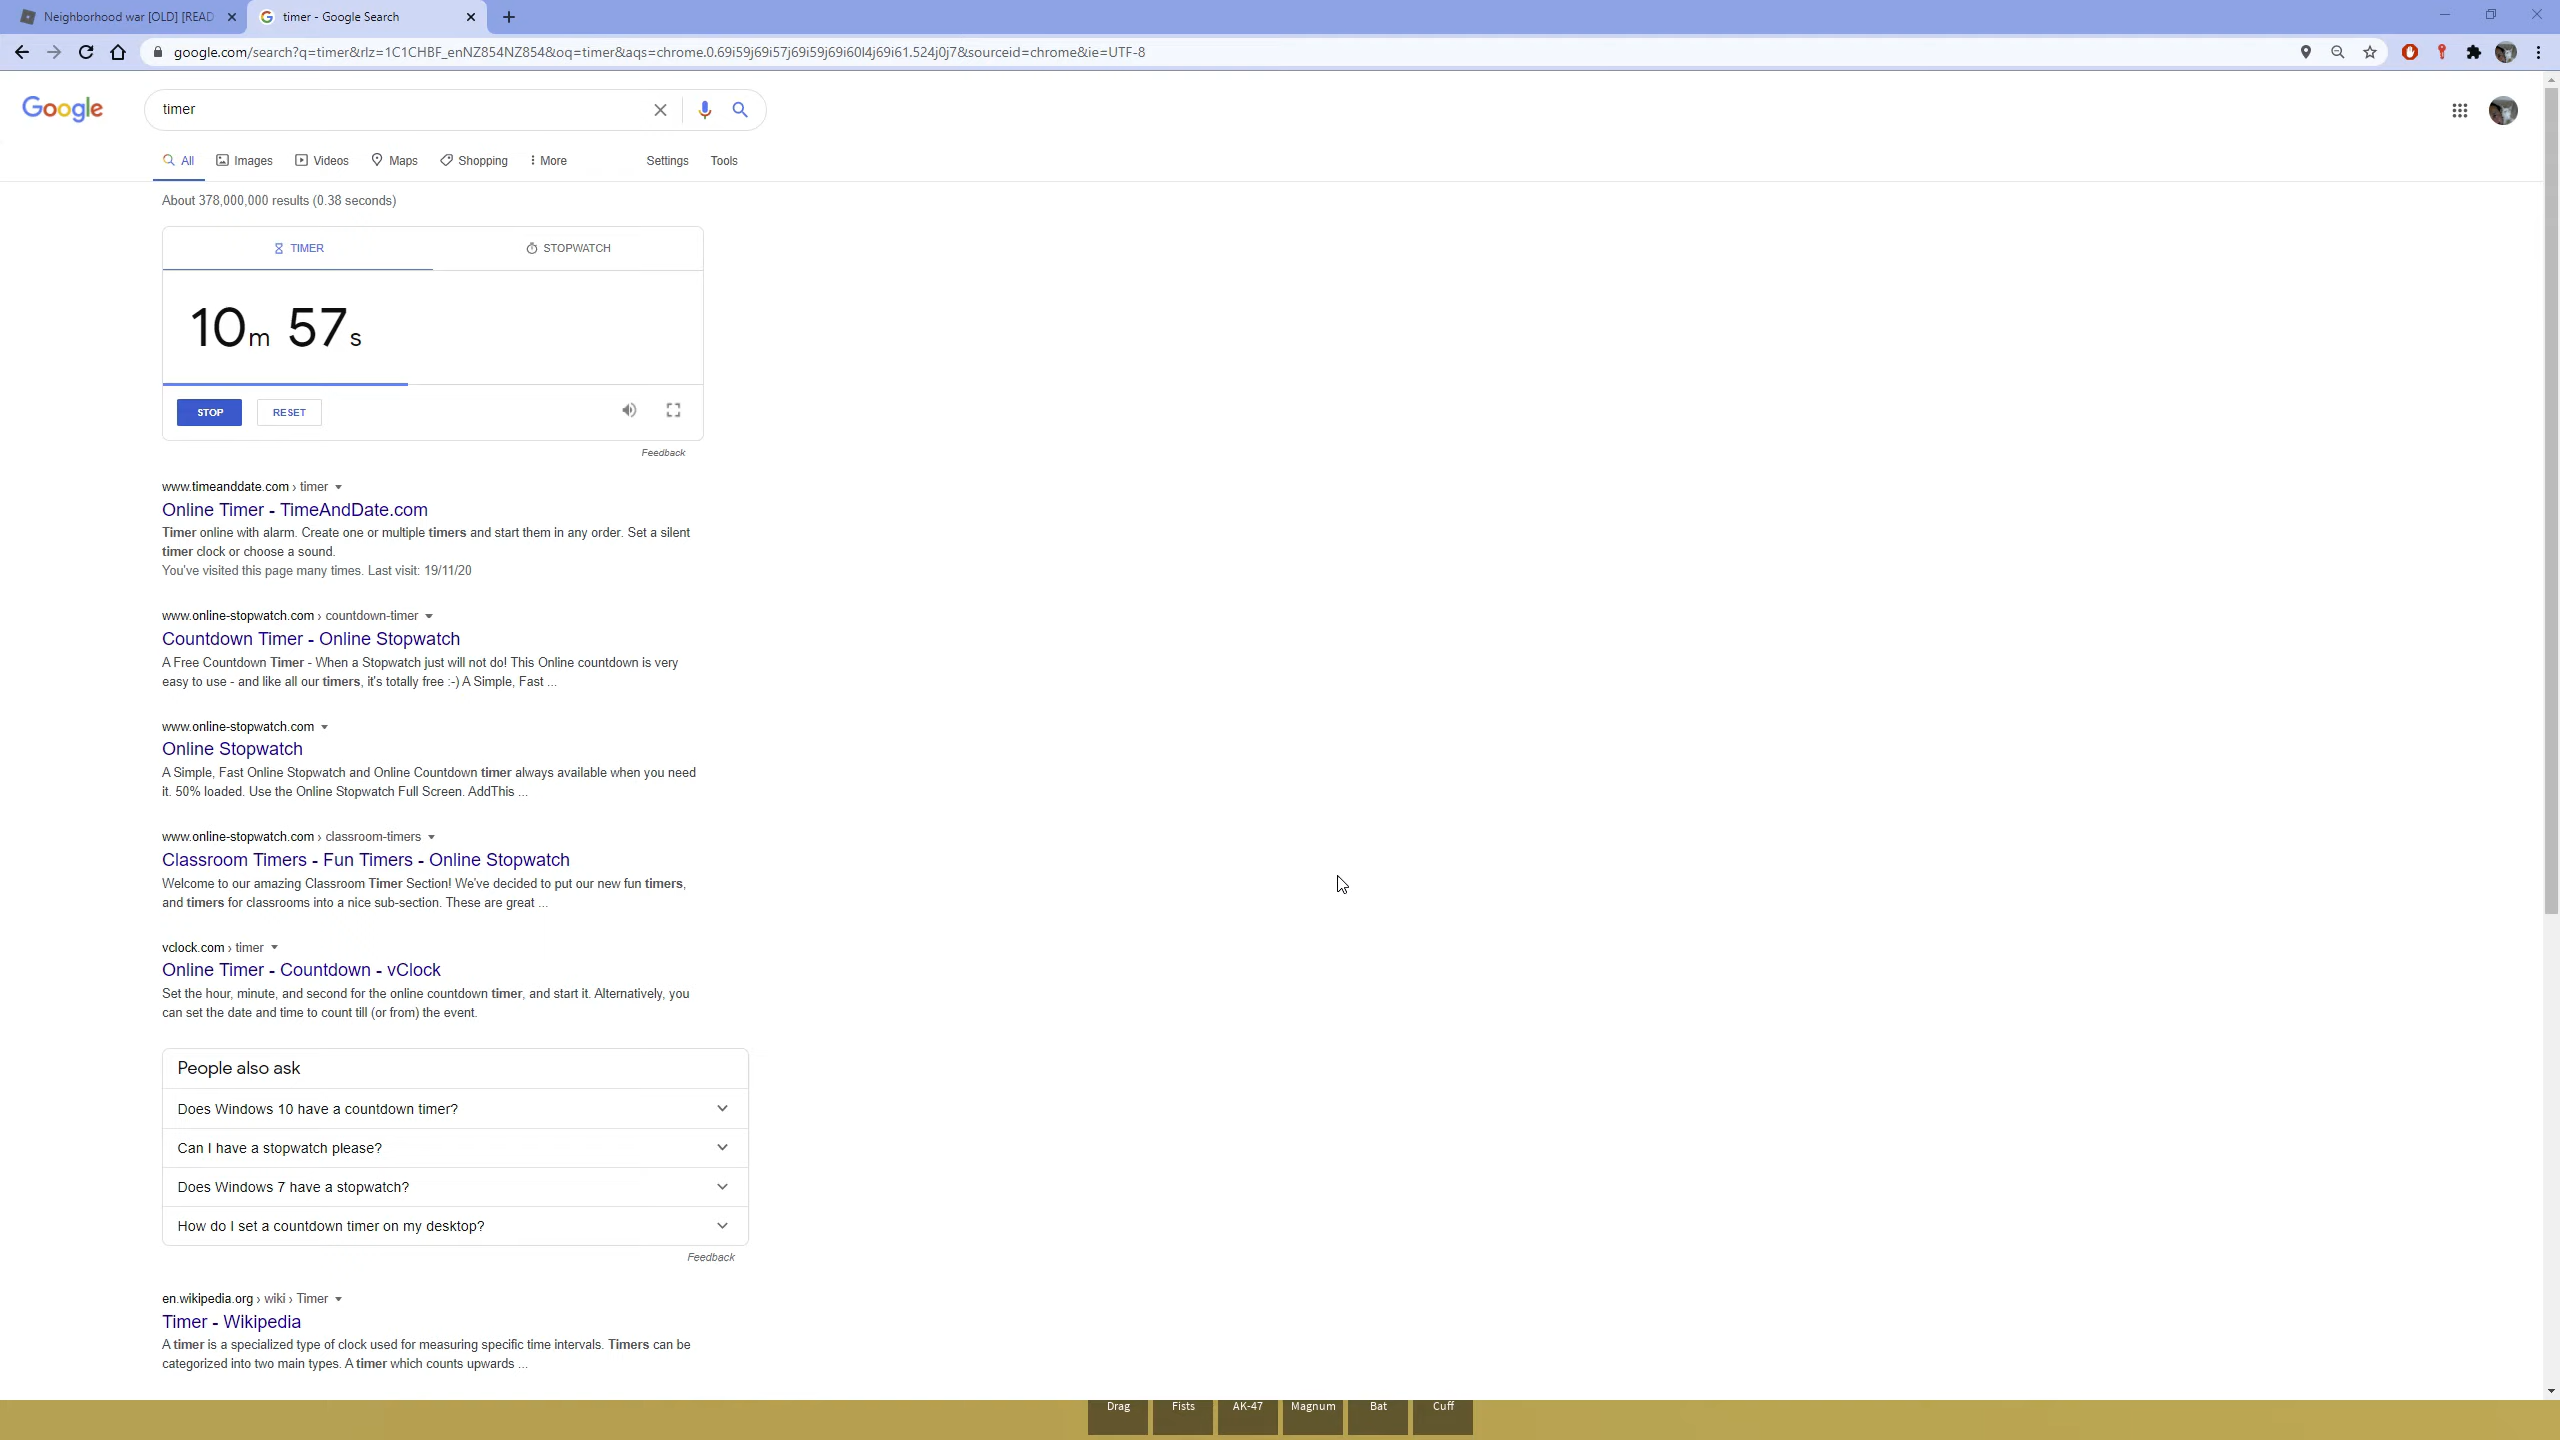 Neighborhood war [OLD] [READ
timer - Google Search
google.com/search?q=timer&rlz=1C1CHBF_enNZ854NZ854&oq=timer&aqs=chrome.0.69i59j69i57j69i59j69i60l4j69i61.524j0j7&sourceid=chrome&ie=UTF-8
Google
timer
All Images Videos Maps Shopping More Settings Tools
About 378,000,000 results (0.38 seconds)
TIMER STOPWATCH
10m 57s
STOP RESET
Feedback
www.timeanddate.com › timer
Online Timer - TimeAndDate.com
Timer online with alarm. Create one or multiple timers and start them in any order. Set a silent
timer clock or choose a sound.
You've visited this page many times. Last visit: 19/11/20
www.online-stopwatch.com › countdown-timer
Countdown Timer - Online Stopwatch
A Free Countdown Timer - When a Stopwatch just will not do! This Online countdown is very
easy to use - and like all our timers, it's totally free :-) A Simple, Fast ...
www.online-stopwatch.com
Online Stopwatch
A Simple, Fast Online Stopwatch and Online Countdown timer always available when you need
it. 50% loaded. Use the Online Stopwatch Full Screen. AddThis ...
www.online-stopwatch.com › classroom-timers
Classroom Timers - Fun Timers - Online Stopwatch
Welcome to our amazing Classroom Timer Section! We've decided to put our new fun timers,
and timers for classrooms into a nice sub-section. These are great ...
vclock.com › timer
Online Timer - Countdown - vClock
Set the hour, minute, and second for the online countdown timer, and start it. Alternatively, you
can set the date and time to count till (or from) the event.
People also ask
Does Windows 10 have a countdown timer?
Can I have a stopwatch please?
Does Windows 7 have a stopwatch?
How do I set a countdown timer on my desktop?
Feedback
en.wikipedia.org › wiki › Timer
Timer - Wikipedia
A timer is a specialized type of clock used for measuring specific time intervals. Timers can be
categorized into two main types. A timer which counts upwards ...
Drag Fists AK-47 Magnum Bat Cuff